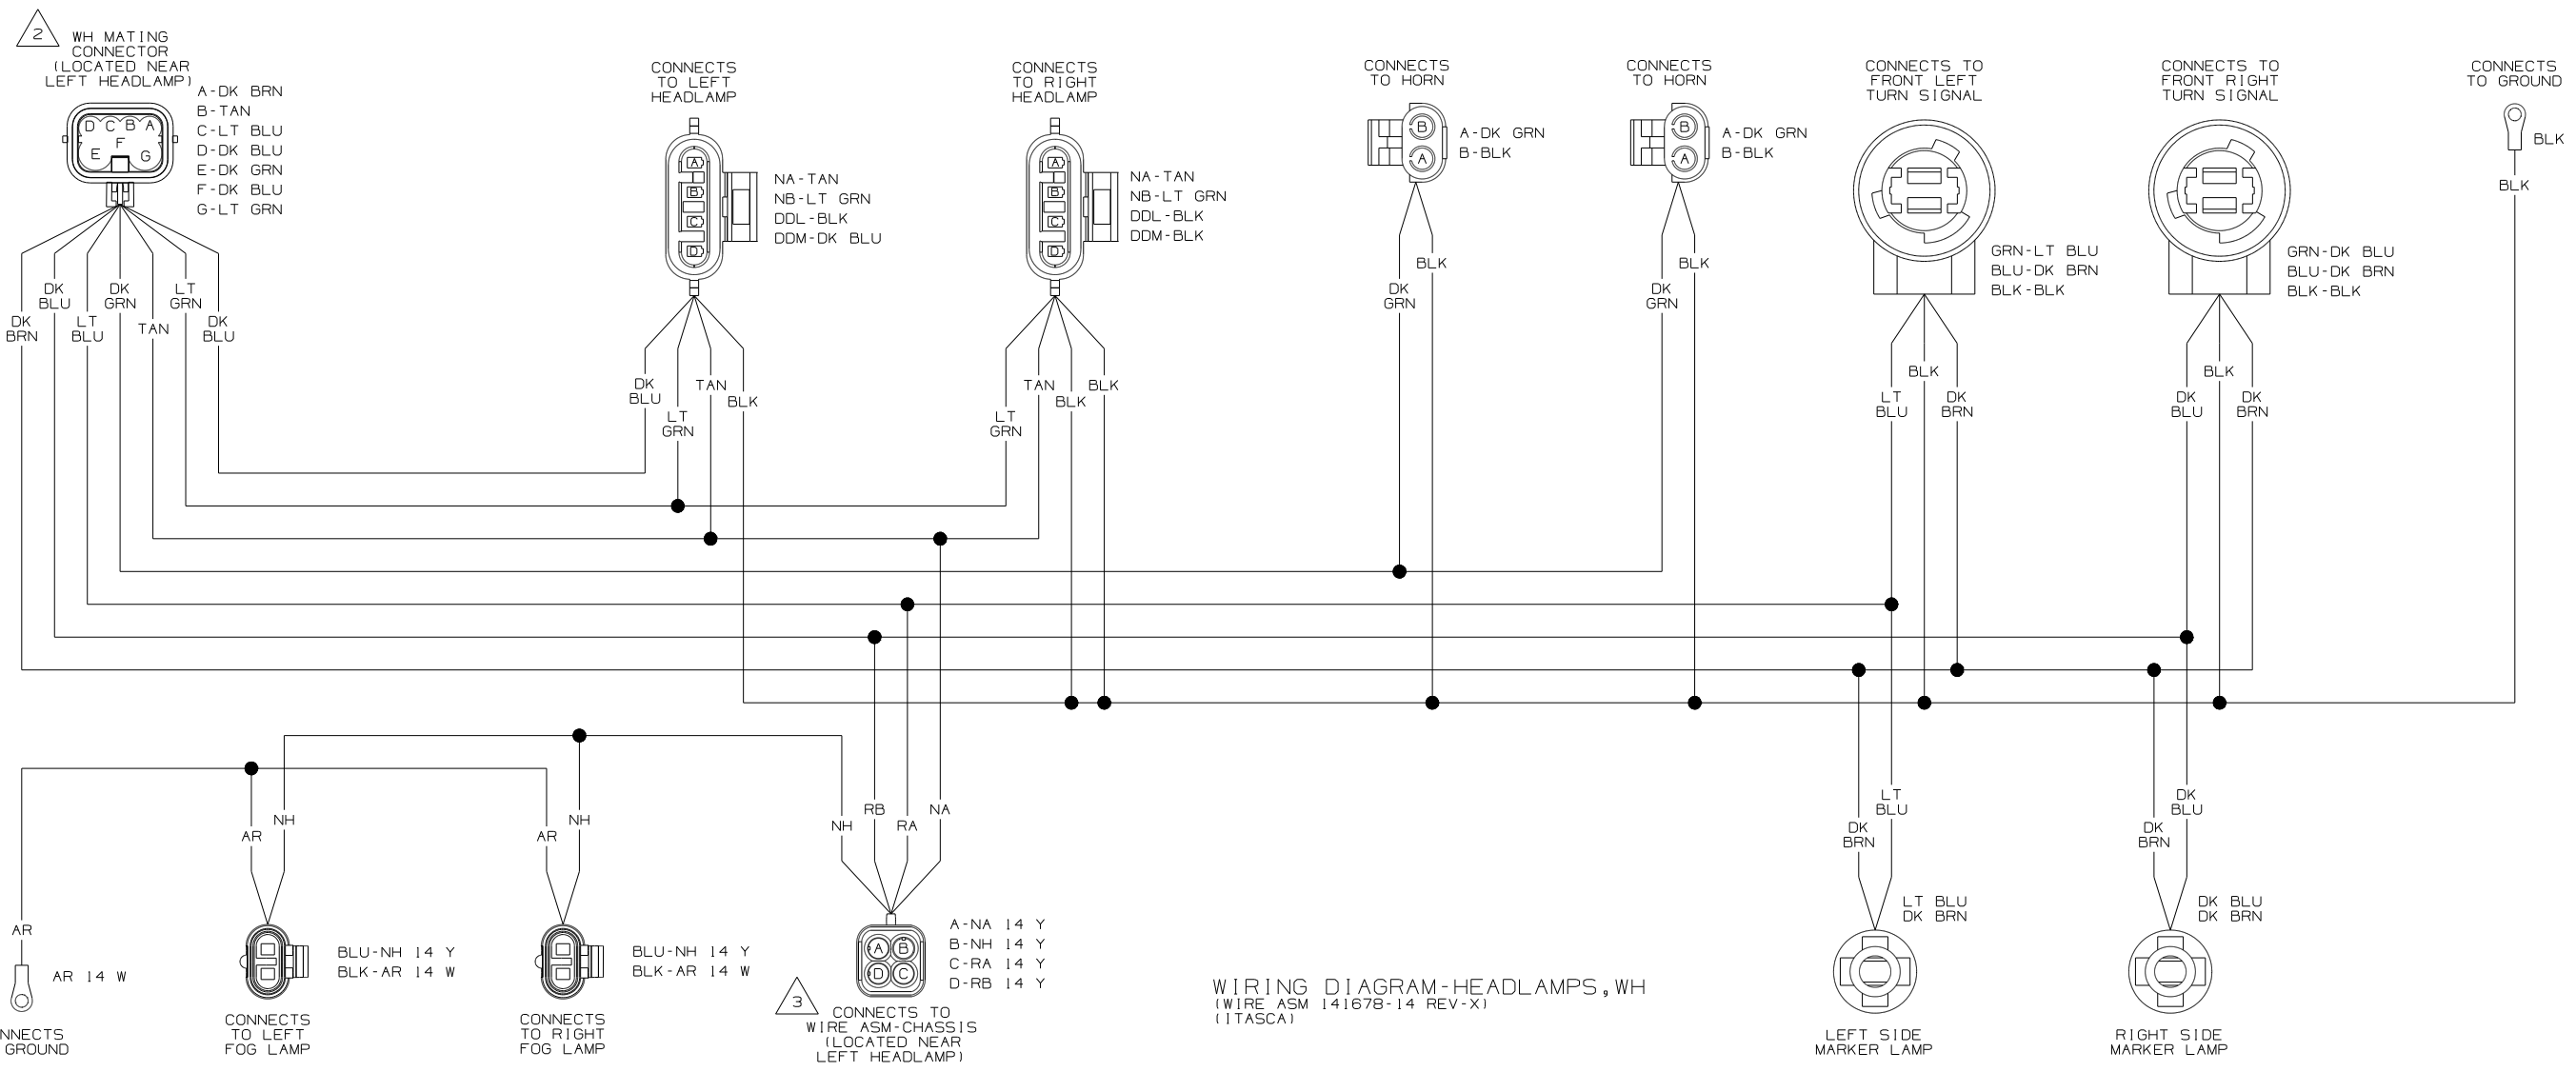 2
WH MATING
CONNECTOR
(LOCATED NEAR
LEFT HEADLAMP)
A-DK BRN
B-TAN
C-LT BLU
D-DK BLU
E-DK GRN
F-DK BLU
G-LT GRN
D C B A
F
E G
CONNECTS
TO LEFT
HEADLAMP
A
B
C
D
NA-TAN
NB-LT GRN
DDL-BLK
DDM-DK BLU
CONNECTS
TO RIGHT
HEADLAMP
A
B
C
D
NA-TAN
NB-LT GRN
DDL-BLK
DDM-BLK
CONNECTS
TO HORN
B
A
A-DK GRN
B-BLK
CONNECTS
TO HORN
B
A
A-DK GRN
B-BLK
CONNECTS TO
FRONT LEFT
TURN SIGNAL
GRN-LT BLU
BLU-DK BRN
BLK-BLK
CONNECTS TO
FRONT RIGHT
TURN SIGNAL
GRN-DK BLU
BLU-DK BRN
BLK-BLK
CONNECTS
TO GROUND
BLK
BLK
DK
BRN
DK
BLU
LT
BLU
DK
GRN
TAN
LT
GRN
DK
BLU
DK
BLU
LT
GRN
TAN
BLK
LT
GRN
TAN
BLK
BLK
DK
GRN
BLK
DK
GRN
BLK
LT
BLU
BLK
DK
BRN
DK
BLU
BLK
DK
BRN
AR
AR
NH
AR
NH
NH
RB
RA
NA
DK
BRN
LT
BLU
DK
BRN
DK
BLU
AR 14 W
NNECTS
GROUND
BLU-NH 14 Y
BLK-AR 14 W
CONNECTS
TO LEFT
FOG LAMP
BLU-NH 14 Y
BLK-AR 14 W
CONNECTS
TO RIGHT
FOG LAMP
A B
D C
A-NA 14 Y
B-NH 14 Y
C-RA 14 Y
D-RB 14 Y
3
CONNECTS TO
WIRE ASM-CHASSIS
(LOCATED NEAR
LEFT HEADLAMP)
WIRING DIAGRAM-HEADLAMPS,WH
(WIRE ASM 141678-14 REV-X)
(ITASCA)
LT BLU
DK BRN
LEFT SIDE
MARKER LAMP
DK BLU
DK BRN
RIGHT SIDE
MARKER LAMP